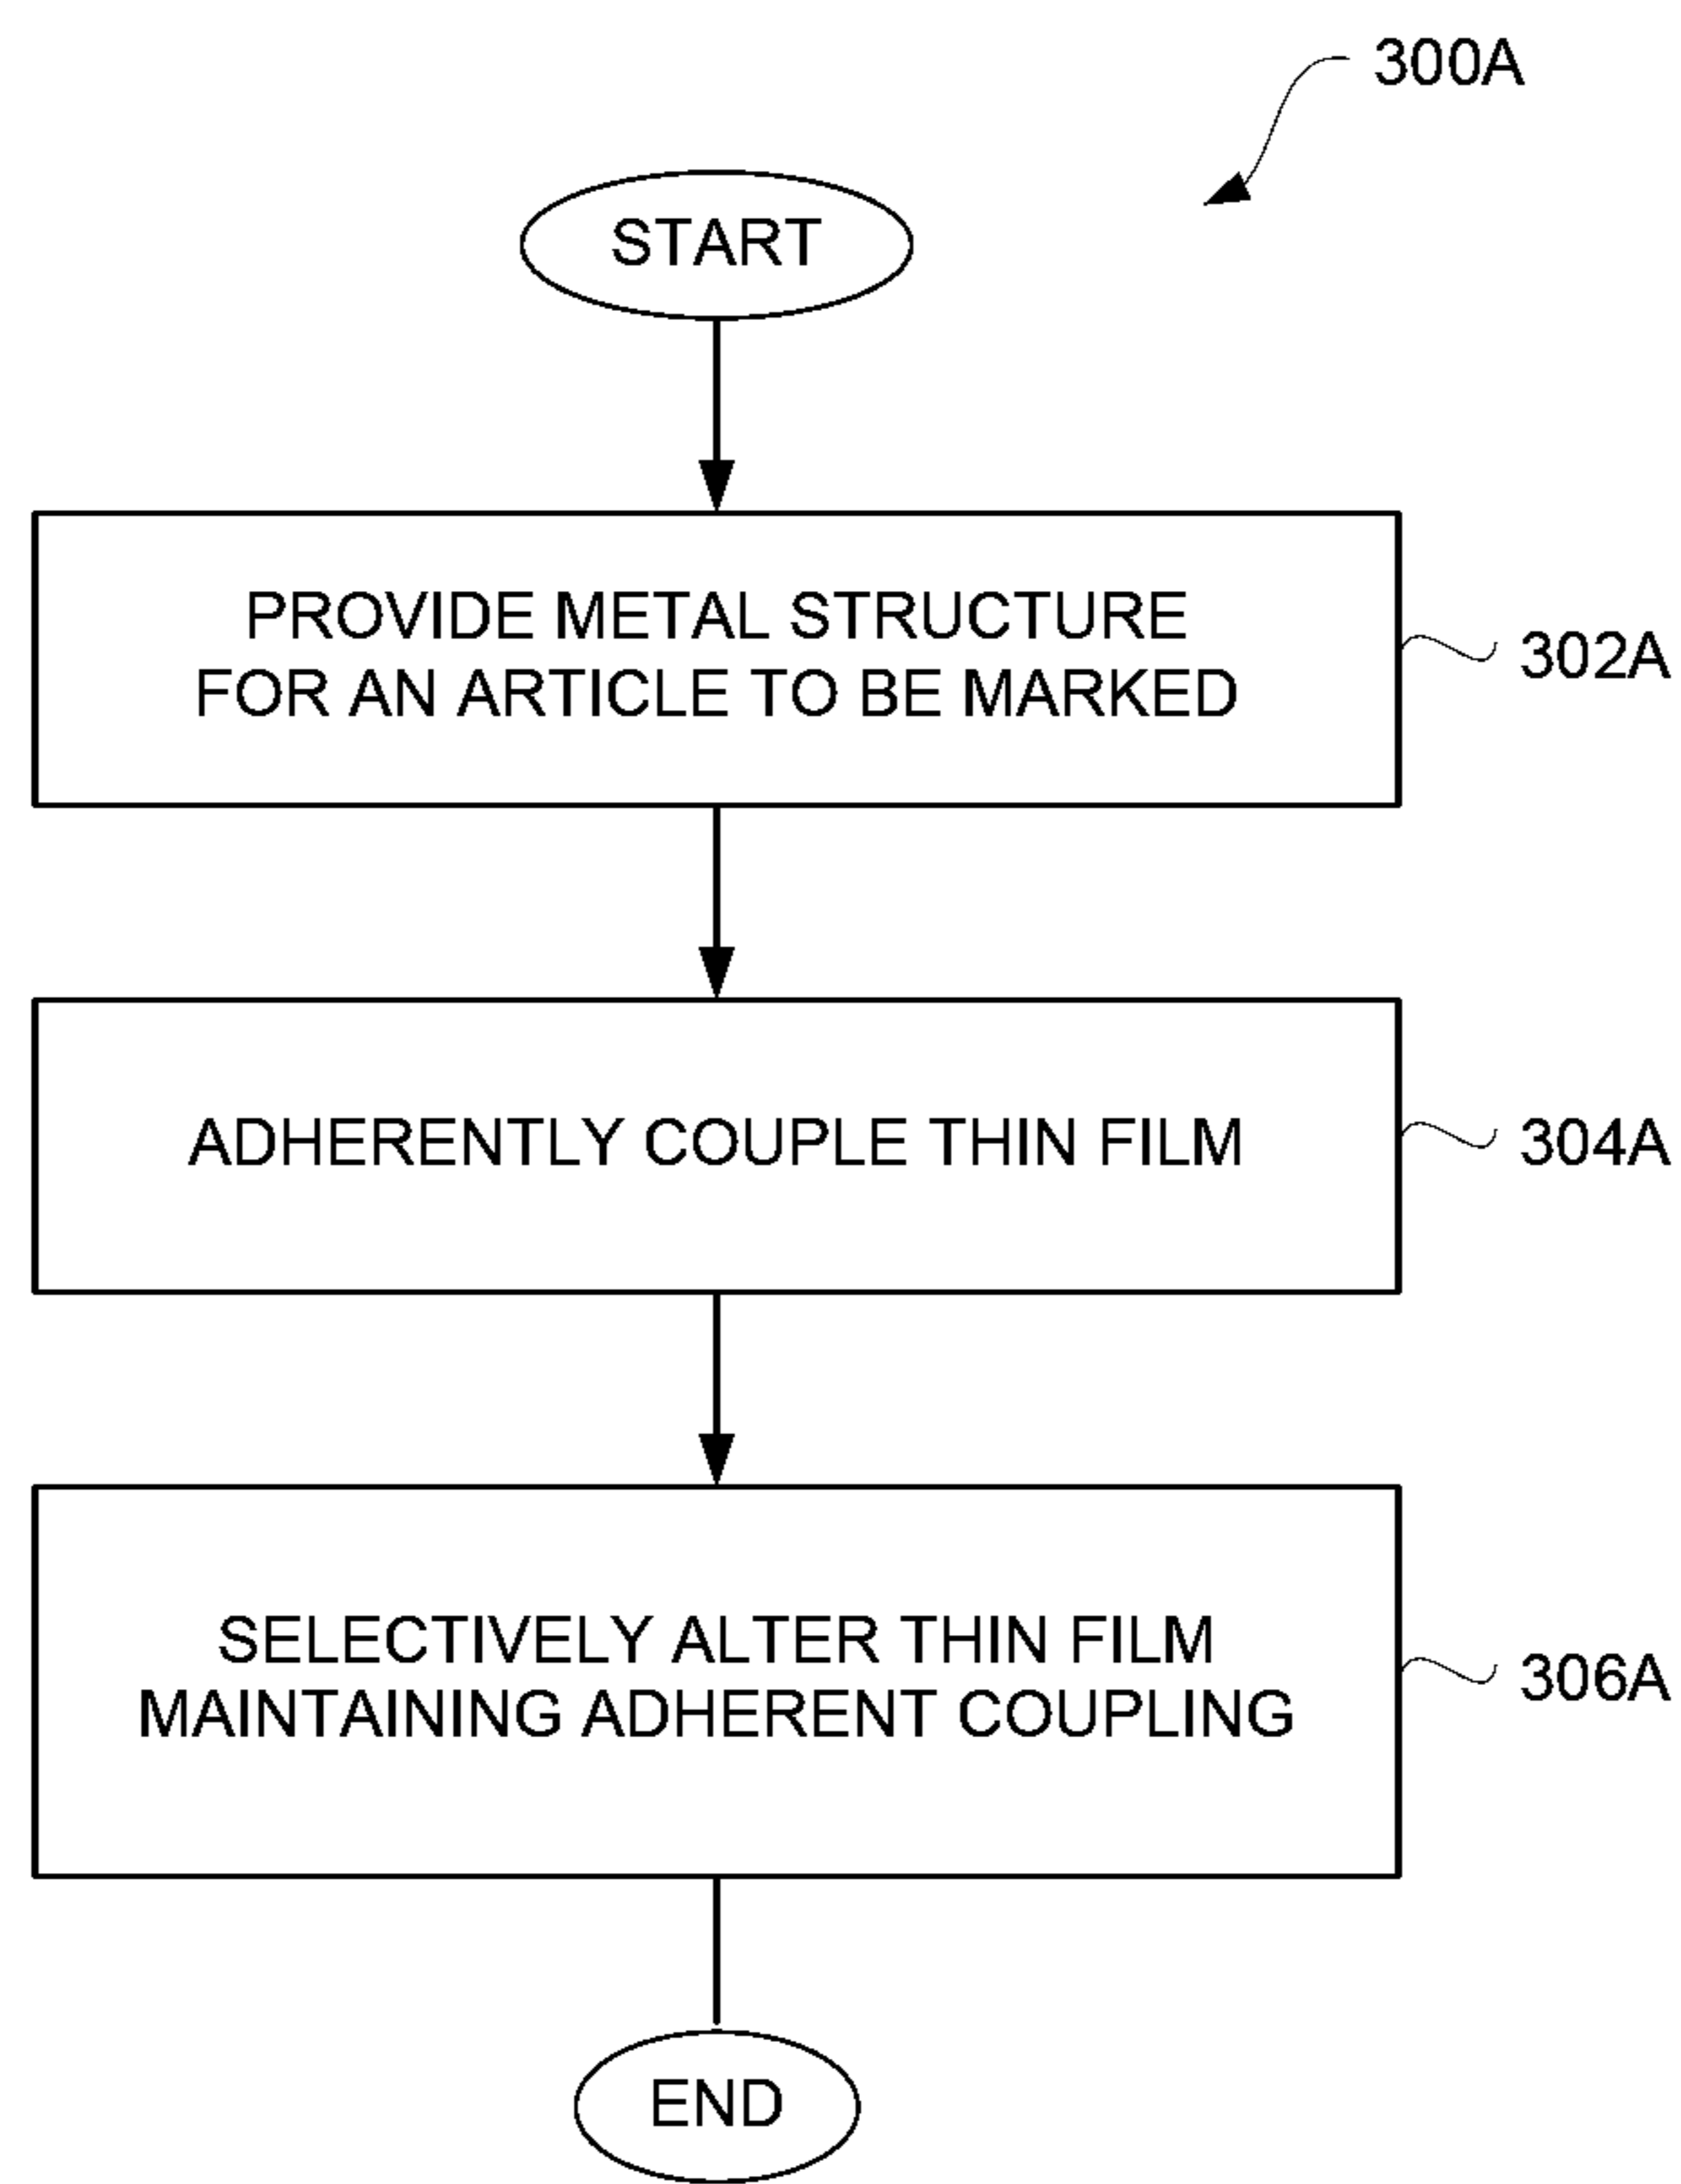 300A
START
PROVIDE METAL STRUCTURE
FOR AN ARTICLE TO BE MARKED
302A
ADHERENTLY COUPLE THIN FILM
304A
SELECTIVELY ALTER THIN FILM
MAINTAINING ADHERENT COUPLING
306A
END